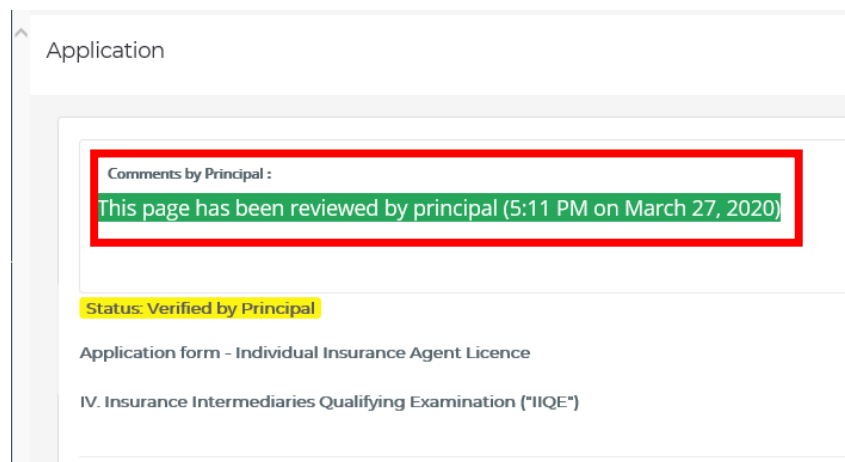 Application
Comments by Principal :
This page has been reviewed by principal (5:11 PM on March 27, 2020)
Status: Verified by Principal
Application form - Individual Insurance Agent Licence
IV. Insurance Intermediaries Qualifying Examination ("IIQE")